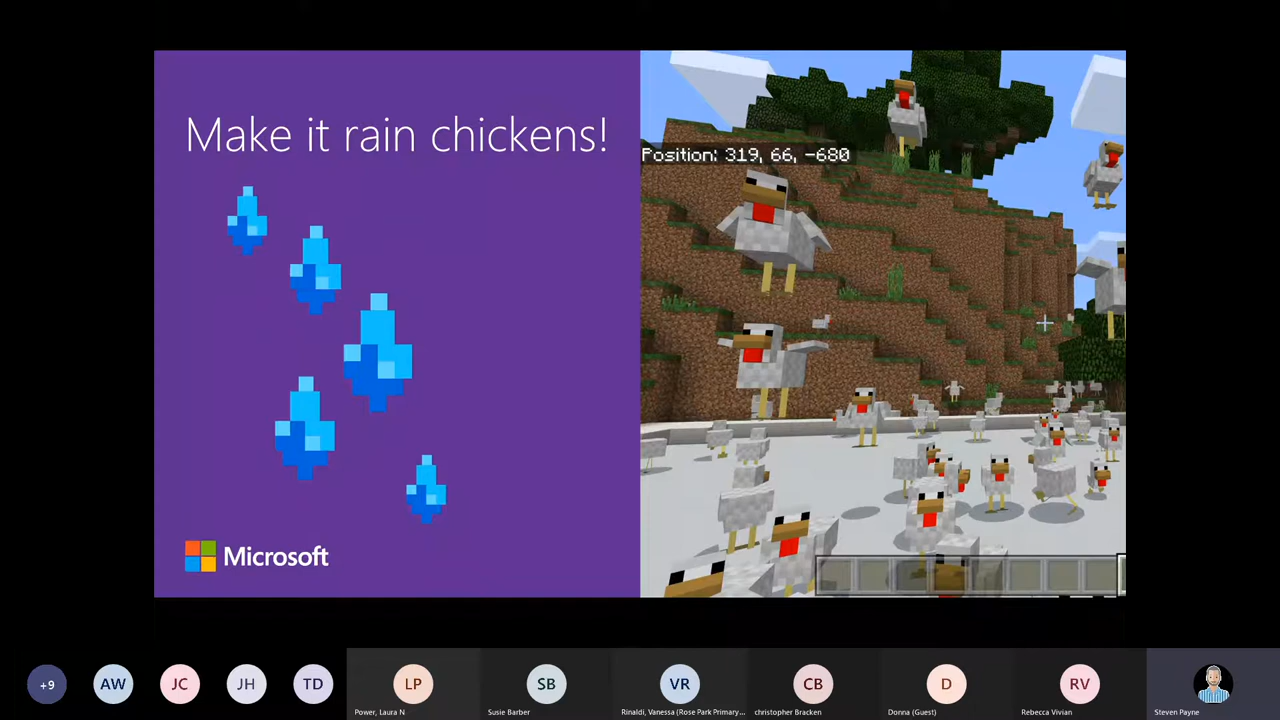 Make it rain chickens!
Position: 319, 66, -680
Microsoft
+9
AW
JC
JH
TD
LP
SB
VR
CB
D
RV
Power, Laura N
Susie Barber
Rinaldi, Vanessa (Rose Park Primary...
christopher Bracken
Donna (Guest)
Rebecca Vivian
Steven Payne